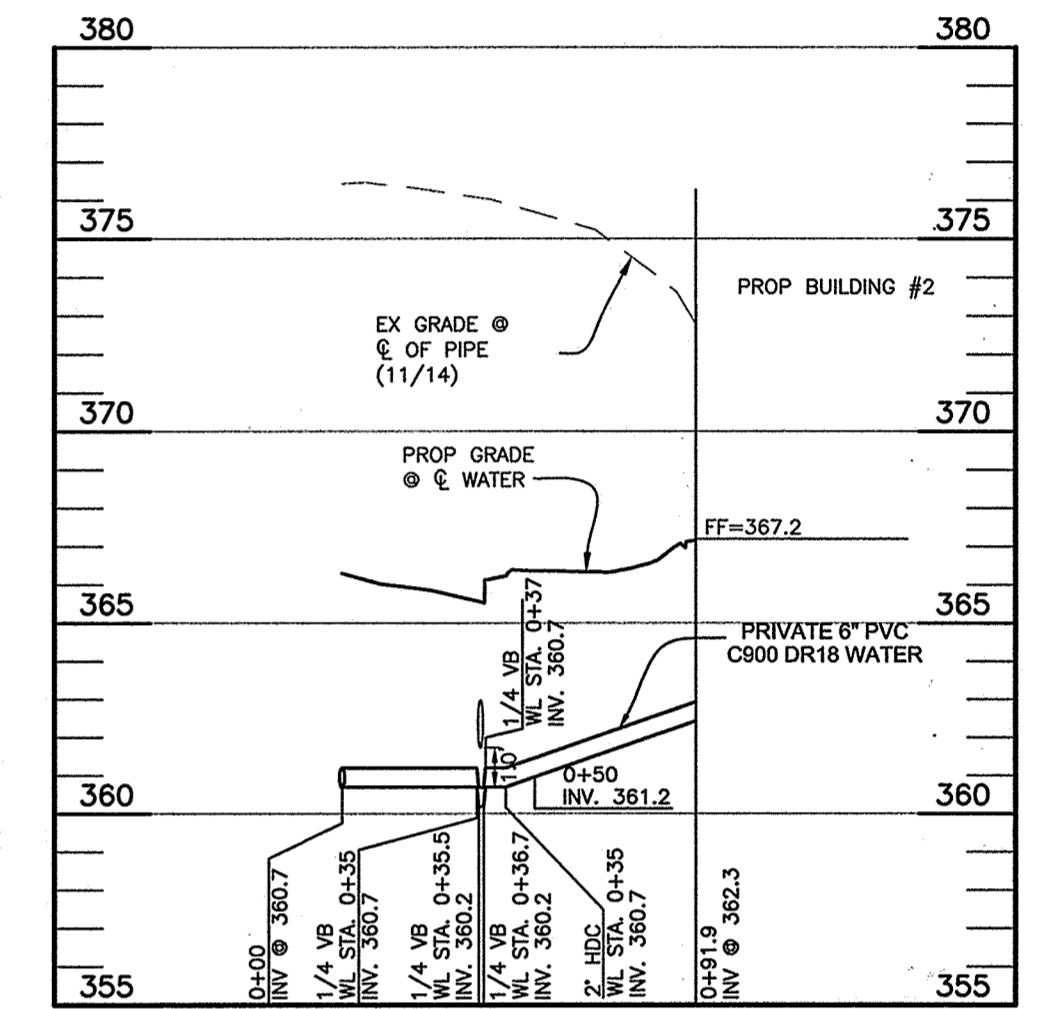 380 380
375 .375
PROP BUILDING #2
EX GRADE @
℄ OF PIPE
(11/14)
370 370
PROP GRADE
@ ℄ WATER
FF=367.2
365 365
PRIVATE 6" PVC
C900 DR18 WATER
1/4 VB
WL STA. 0+37
INV. 360.7
1.0'
0+50
INV. 361.2
360 360
0+00
INV @ 360.7
1/4 VB
WL STA. 0+35
INV. 360.7
1/4 VB
WL STA. 0+35.5
INV. 360.2
1/4 VB
WL STA. 0+36.7
INV. 360.2
2" HDC
WL STA. 0+35
INV. 360.7
0+91.9
INV @ 362.3
355 355